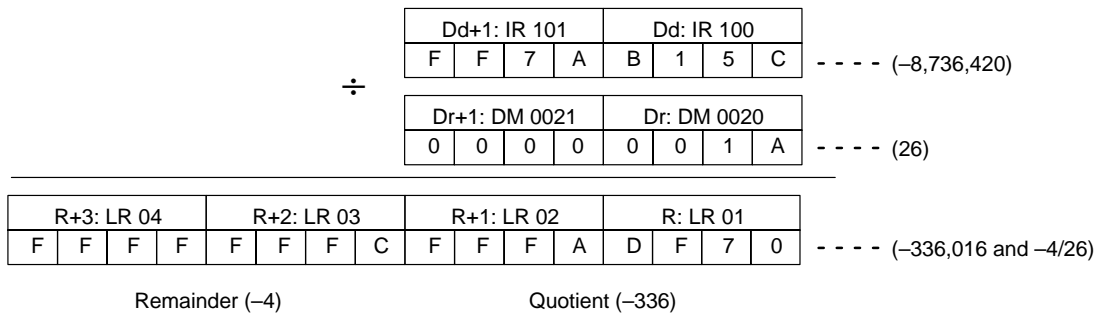 Dd+1: IR 101 Dd: IR 100
F F 7 A B 1 5 C - - - - (–8,736,420)
÷
Dr+1: DM 0021 Dr: DM 0020
0 0 0 0 0 0 1 A - - - - (26)
R+3: LR 04 R+2: LR 03 R+1: LR 02 R: LR 01
F F F F F F F C F F F A D F 7 0 - - - - (–336,016 and –4/26)
Remainder (–4) Quotient (–336)